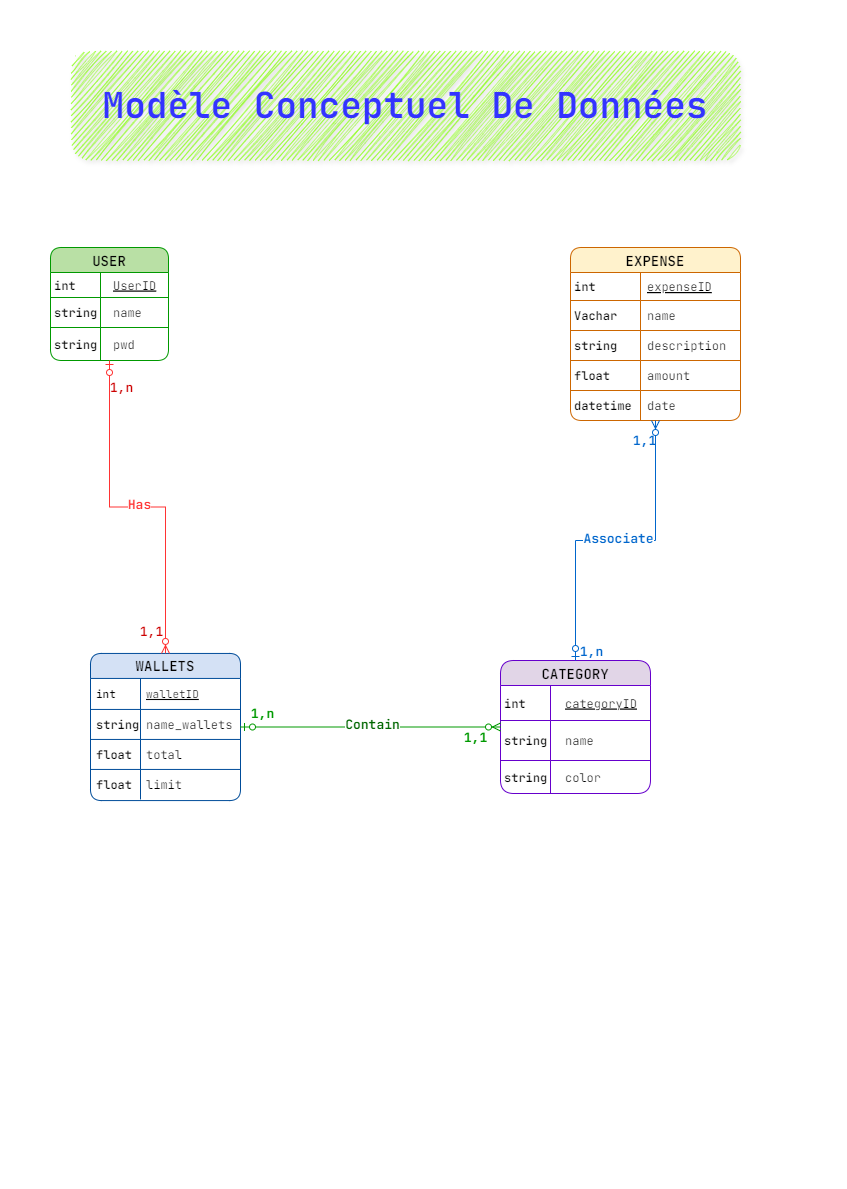 Modèle Conceptuel De Données
USER
int UserID
string name
string pwd
1,n
Has
1,1
EXPENSE
int expenseID
Vachar name
string description
float amount
datetime date
1,1
Associate
1,n
WALLETS
int walletID
string name_wallets
float total
float limit
1,n
Contain
1,1
CATEGORY
int categoryID
string name
string color